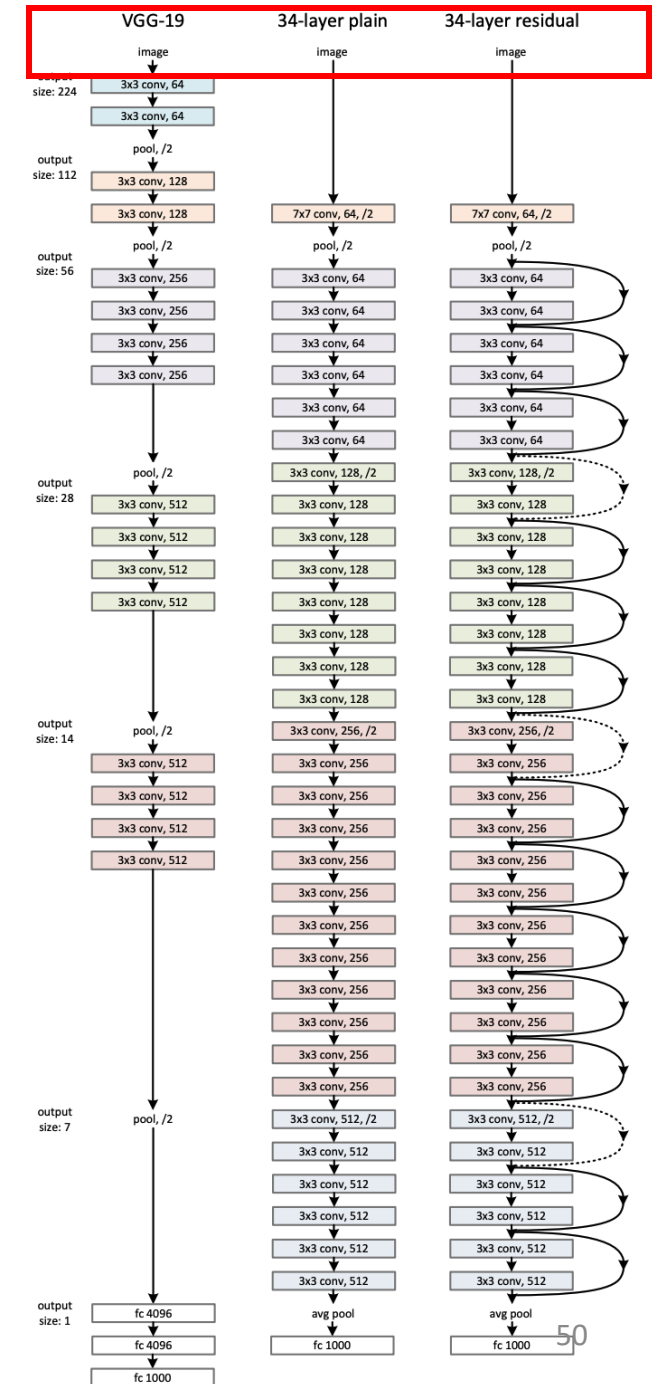 VGG-19
image
size: 224
output
size: 112
output
size: 56
output
size: 28
output
size: 14
output
size: 7
output
size: 1
3x3 conv, 64
3x3 conv, 64
pool, /2
3x3 conv, 128
3x3 conv, 128
pool, /2
3x3 conv, 256
3x3 conv, 256
3x3 conv, 256
3x3 conv, 256
pool, /2
3x3 conv, 512
3x3 conv, 512
3x3 conv, 512
3x3 conv, 512
pool, /2
3x3 conv, 512
3x3 conv, 512
3x3 conv, 512
3x3 conv, 512
pool, /2
fc 4096
fc 4096
fc 1000
34-layer plain
image
7x7 conv, 64, /2
pool, /2
3x3 conv, 64
3x3 conv, 64
3x3 conv, 64
3x3 conv, 64
3x3 conv, 64
3x3 conv, 64
3x3 conv, 128, /2
3x3 conv, 128
3x3 conv, 128
3x3 conv, 128
3x3 conv, 128
3x3 conv, 128
3x3 conv, 128
3x3 conv, 128
3x3 conv, 256, /2
3x3 conv, 256
3x3 conv, 256
3x3 conv, 256
3x3 conv, 256
3x3 conv, 256
3x3 conv, 256
3x3 conv, 256
3x3 conv, 256
3x3 conv, 256
3x3 conv, 256
3x3 conv, 256
3x3 conv, 512, /2
3x3 conv, 512
3x3 conv, 512
3x3 conv, 512
3x3 conv, 512
3x3 conv, 512
avg pool
fc 1000
34-layer residual
image
7x7 conv, 64, /2
pool, /2
3x3 conv, 64
3x3 conv, 64
3x3 conv, 64
3x3 conv, 64
3x3 conv, 64
3x3 conv, 64
3x3 conv, 128, /2
3x3 conv, 128
3x3 conv, 128
3x3 conv, 128
3x3 conv, 128
3x3 conv, 128
3x3 conv, 128
3x3 conv, 128
3x3 conv, 256, /2
3x3 conv, 256
3x3 conv, 256
3x3 conv, 256
3x3 conv, 256
3x3 conv, 256
3x3 conv, 256
3x3 conv, 256
3x3 conv, 256
3x3 conv, 256
3x3 conv, 256
3x3 conv, 256
3x3 conv, 512, /2
3x3 conv, 512
3x3 conv, 512
3x3 conv, 512
3x3 conv, 512
3x3 conv, 512
avg pool
fc 1000
50